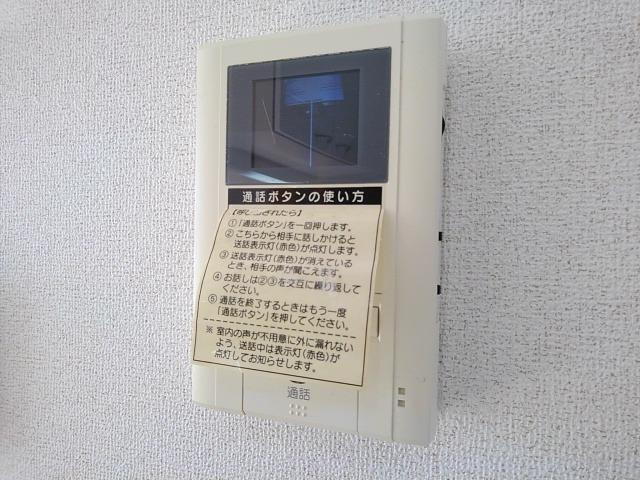 通話ボタンの使い方
①「通話ボタン」を一回押します。
② こちらから相手に話しかけると
送話表示灯(赤色)が点灯します。
③ 送話表示灯(赤色)が消えている
とき、相手の声が聞こえます。
④ お話しは②③を交互に繰り返して
ください。
⑤ 通話を終了するときはもう一度
「通話ボタン」を押してください。
※ 室内の声が不用意に外に漏れない
よう、送話中は表示灯(赤色)が
点灯してお知らせします。
通話